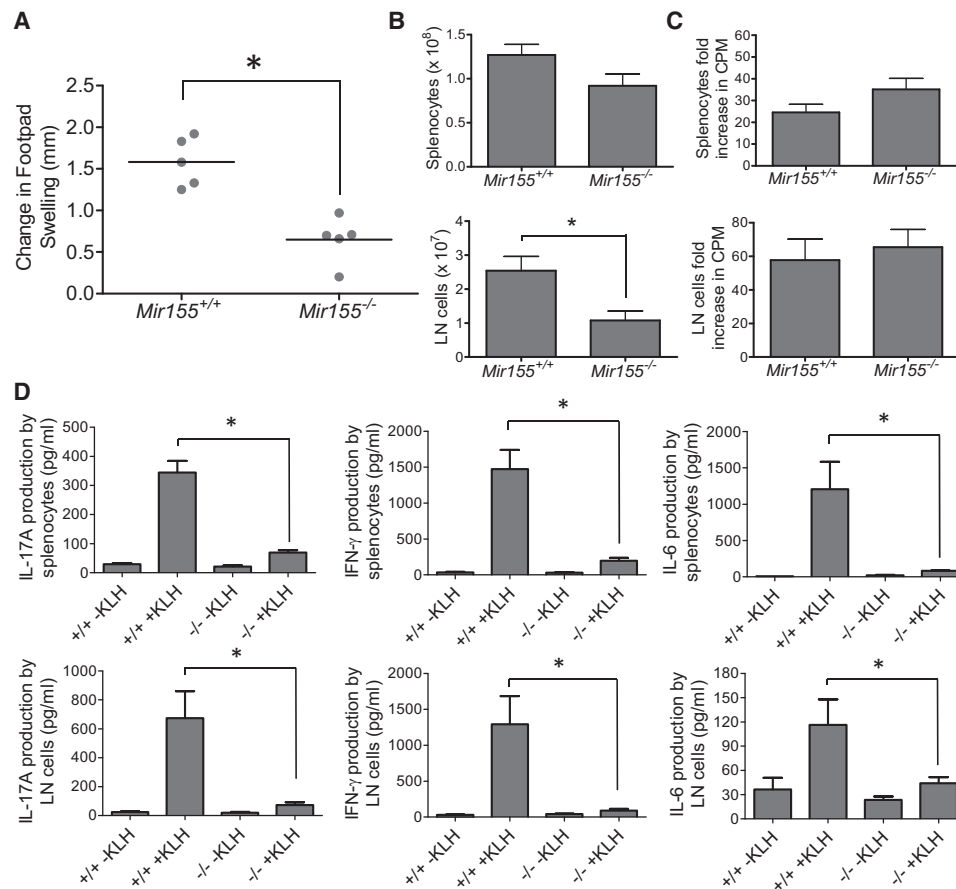 A
*
Change in Footpad
Swelling (mm)
2.5
2.0
1.5
1.0
0.5
0.0
Mir155+/+
Mir155-/-
B
Splenocytes (x 10⁸)
1.5
1.0
0.5
0.0
Mir155+/+
Mir155-/-
*
LN cells (x 10⁷)
4
3
2
1
0
Mir155+/+
Mir155-/-
C
Splenocytes fold
increase in CPM
60
50
40
30
20
10
0
Mir155+/+
Mir155-/-
LN cells fold
increase in CPM
80
60
40
20
0
Mir155+/+
Mir155-/-
D
*
IL-17A production by
splenocytes (pg/ml)
500
400
300
200
100
0
+/+ -KLH
+/+ +KLH
-/- -KLH
-/- +KLH
*
IFN-γ production by
splenocytes (pg/ml)
2000
1500
1000
500
0
+/+ -KLH
+/+ +KLH
-/- -KLH
-/- +KLH
*
IL-6 production by
splenocytes (pg/ml)
2000
1500
1000
500
0
+/+ -KLH
+/+ +KLH
-/- -KLH
-/- +KLH
*
IL-17A production by
LN cells (pg/ml)
1000
800
600
400
200
0
+/+ -KLH
+/+ +KLH
-/- -KLH
-/- +KLH
*
IFN-γ production by
LN cells (pg/ml)
2000
1500
1000
500
0
+/+ -KLH
+/+ +KLH
-/- -KLH
-/- +KLH
*
IL-6 production by
LN cells (pg/ml)
180
150
120
90
60
30
0
+/+ -KLH
+/+ +KLH
-/- -KLH
-/- +KLH